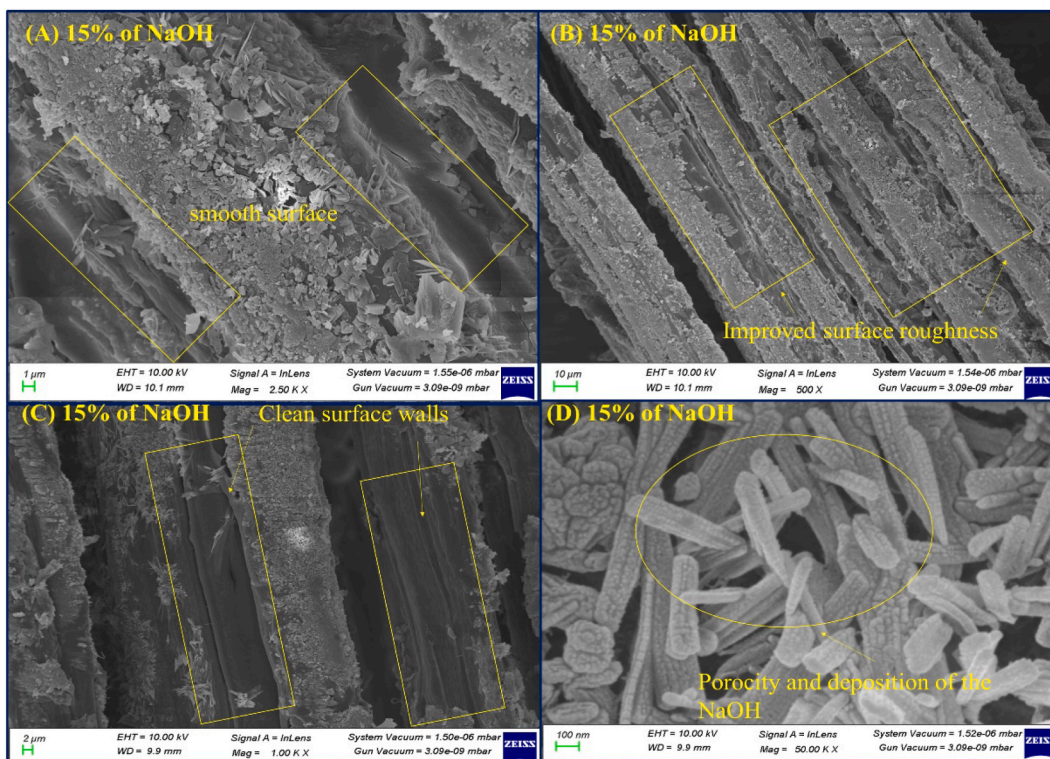 (A) 15% of NaOH
smooth surface
1 µm
EHT = 10.00 kV
WD = 10.1 mm
Signal A = InLens
Mag = 2.50 K X
System Vacuum = 1.55e-06 mbar
Gun Vacuum = 3.09e-09 mbar
ZEISS
(B) 15% of NaOH
Improved surface roughness
10 µm
EHT = 10.00 kV
WD = 10.1 mm
Signal A = InLens
Mag = 500 X
System Vacuum = 1.54e-06 mbar
Gun Vacuum = 3.09e-09 mbar
ZEISS
(C) 15% of NaOH
Clean surface walls
2 µm
EHT = 10.00 kV
WD = 9.9 mm
Signal A = InLens
Mag = 1.00 K X
System Vacuum = 1.50e-06 mbar
Gun Vacuum = 3.09e-09 mbar
ZEISS
(D) 15% of NaOH
Porocity and deposition of the
NaOH
100 nm
EHT = 10.00 kV
WD = 9.9 mm
Signal A = InLens
Mag = 50.00 K X
System Vacuum = 1.52e-06 mbar
Gun Vacuum = 3.09e-09 mbar
ZEISS